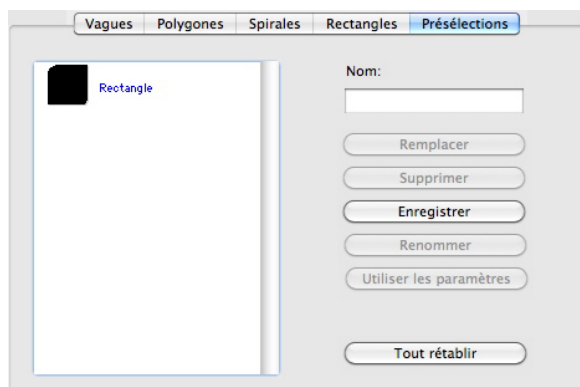 Vagues Polygones Spirales Rectangles Présélections
Rectangle
Nom:
Remplacer
Supprimer
Enregistrer
Renommer
Utiliser les paramètres
Tout rétablir